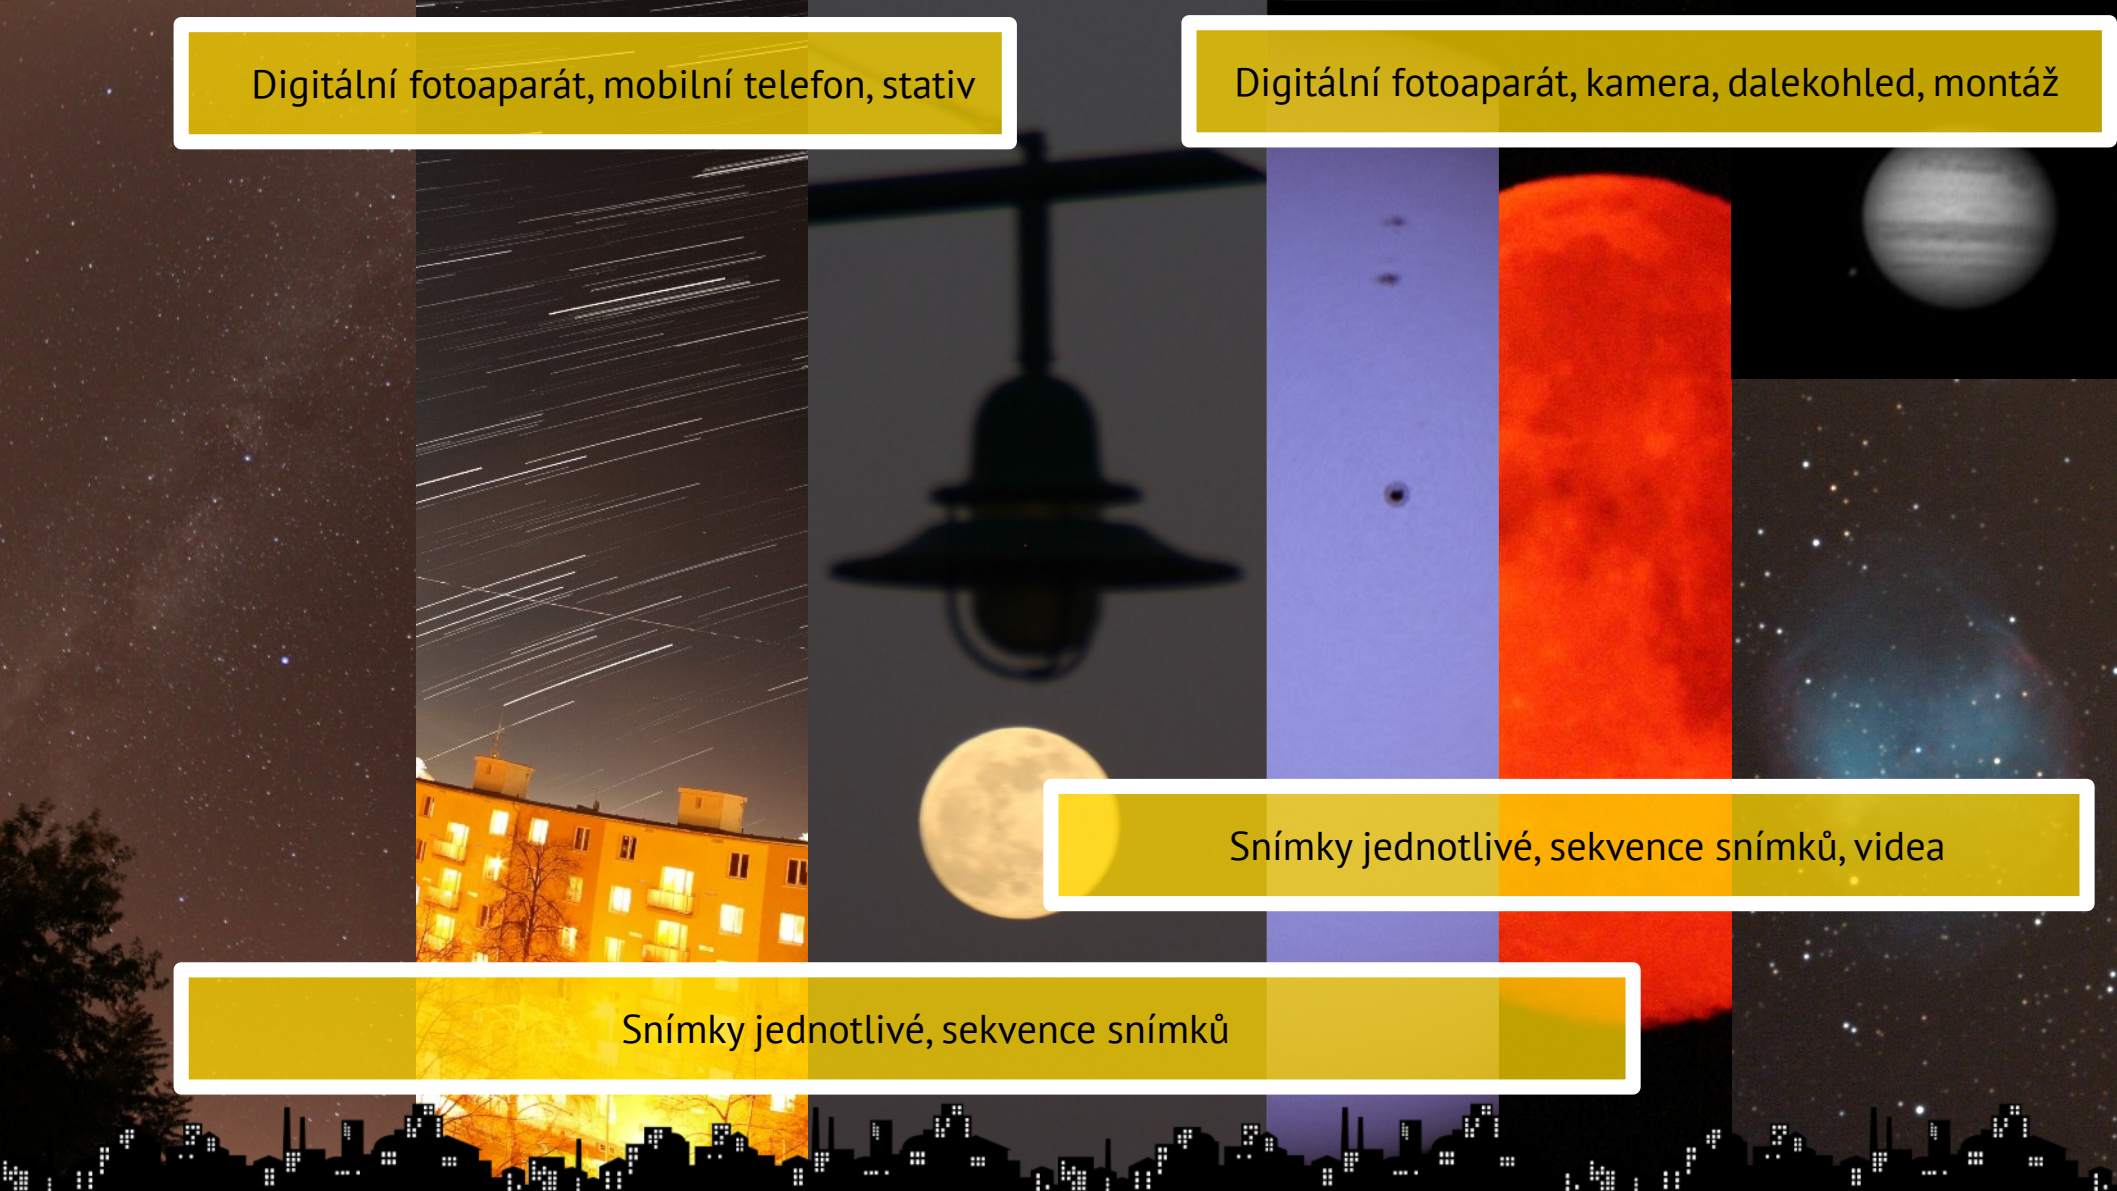 Digitální fotoaparát, mobilní telefon, stativ
Digitální fotoaparát, kamera, dalekohled, montáž
Snímky jednotlivé, sekvence snímků, videa
Snímky jednotlivé, sekvence snímků